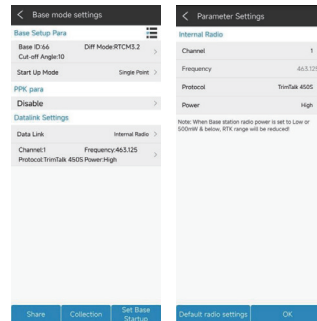 Base mode settings
Base Setup Para
Base ID:66 Diff Mode:RTCM3.2
Cut-off Angle:10
Start Up Mode Single Point
PPK para
Disable
Datalink Settings
Data Link Internal Radio
Channel:1 Frequency:463.125
Protocol:TrimTalk 450S Power:High
Share Collection Set Base Startup
Parameter Settings
Internal Radio
Channel 1
Frequency 463.125
Protocol TrimTalk 450S
Power High
Note: When Base station radio power is set to Low or
500mW & below, RTK range will be reduced!
Default radio settings OK